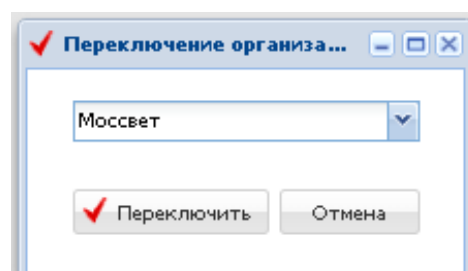 Переключение организа...
Моссвет
Переключить
Отмена